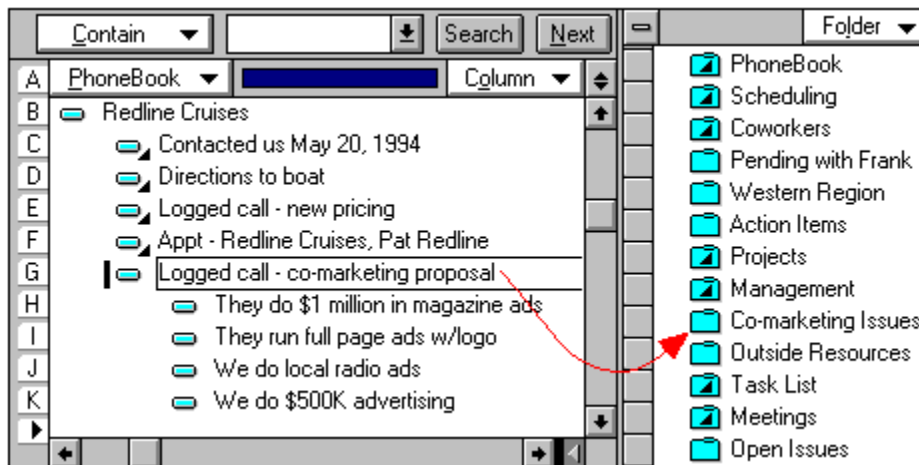 Contain Search Next
PhoneBook Column
A
B
C
D
E
F
G
H
I
J
K
Redline Cruises
Contacted us May 20, 1994
Directions to boat
Logged call - new pricing
Appt - Redline Cruises, Pat Redline
Logged call - co-marketing proposal
They do $1 million in magazine ads
They run full page ads w/logo
We do local radio ads
We do $500K advertising
Folder
PhoneBook
Scheduling
Coworkers
Pending with Frank
Western Region
Action Items
Projects
Management
Co-marketing Issues
Outside Resources
Task List
Meetings
Open Issues